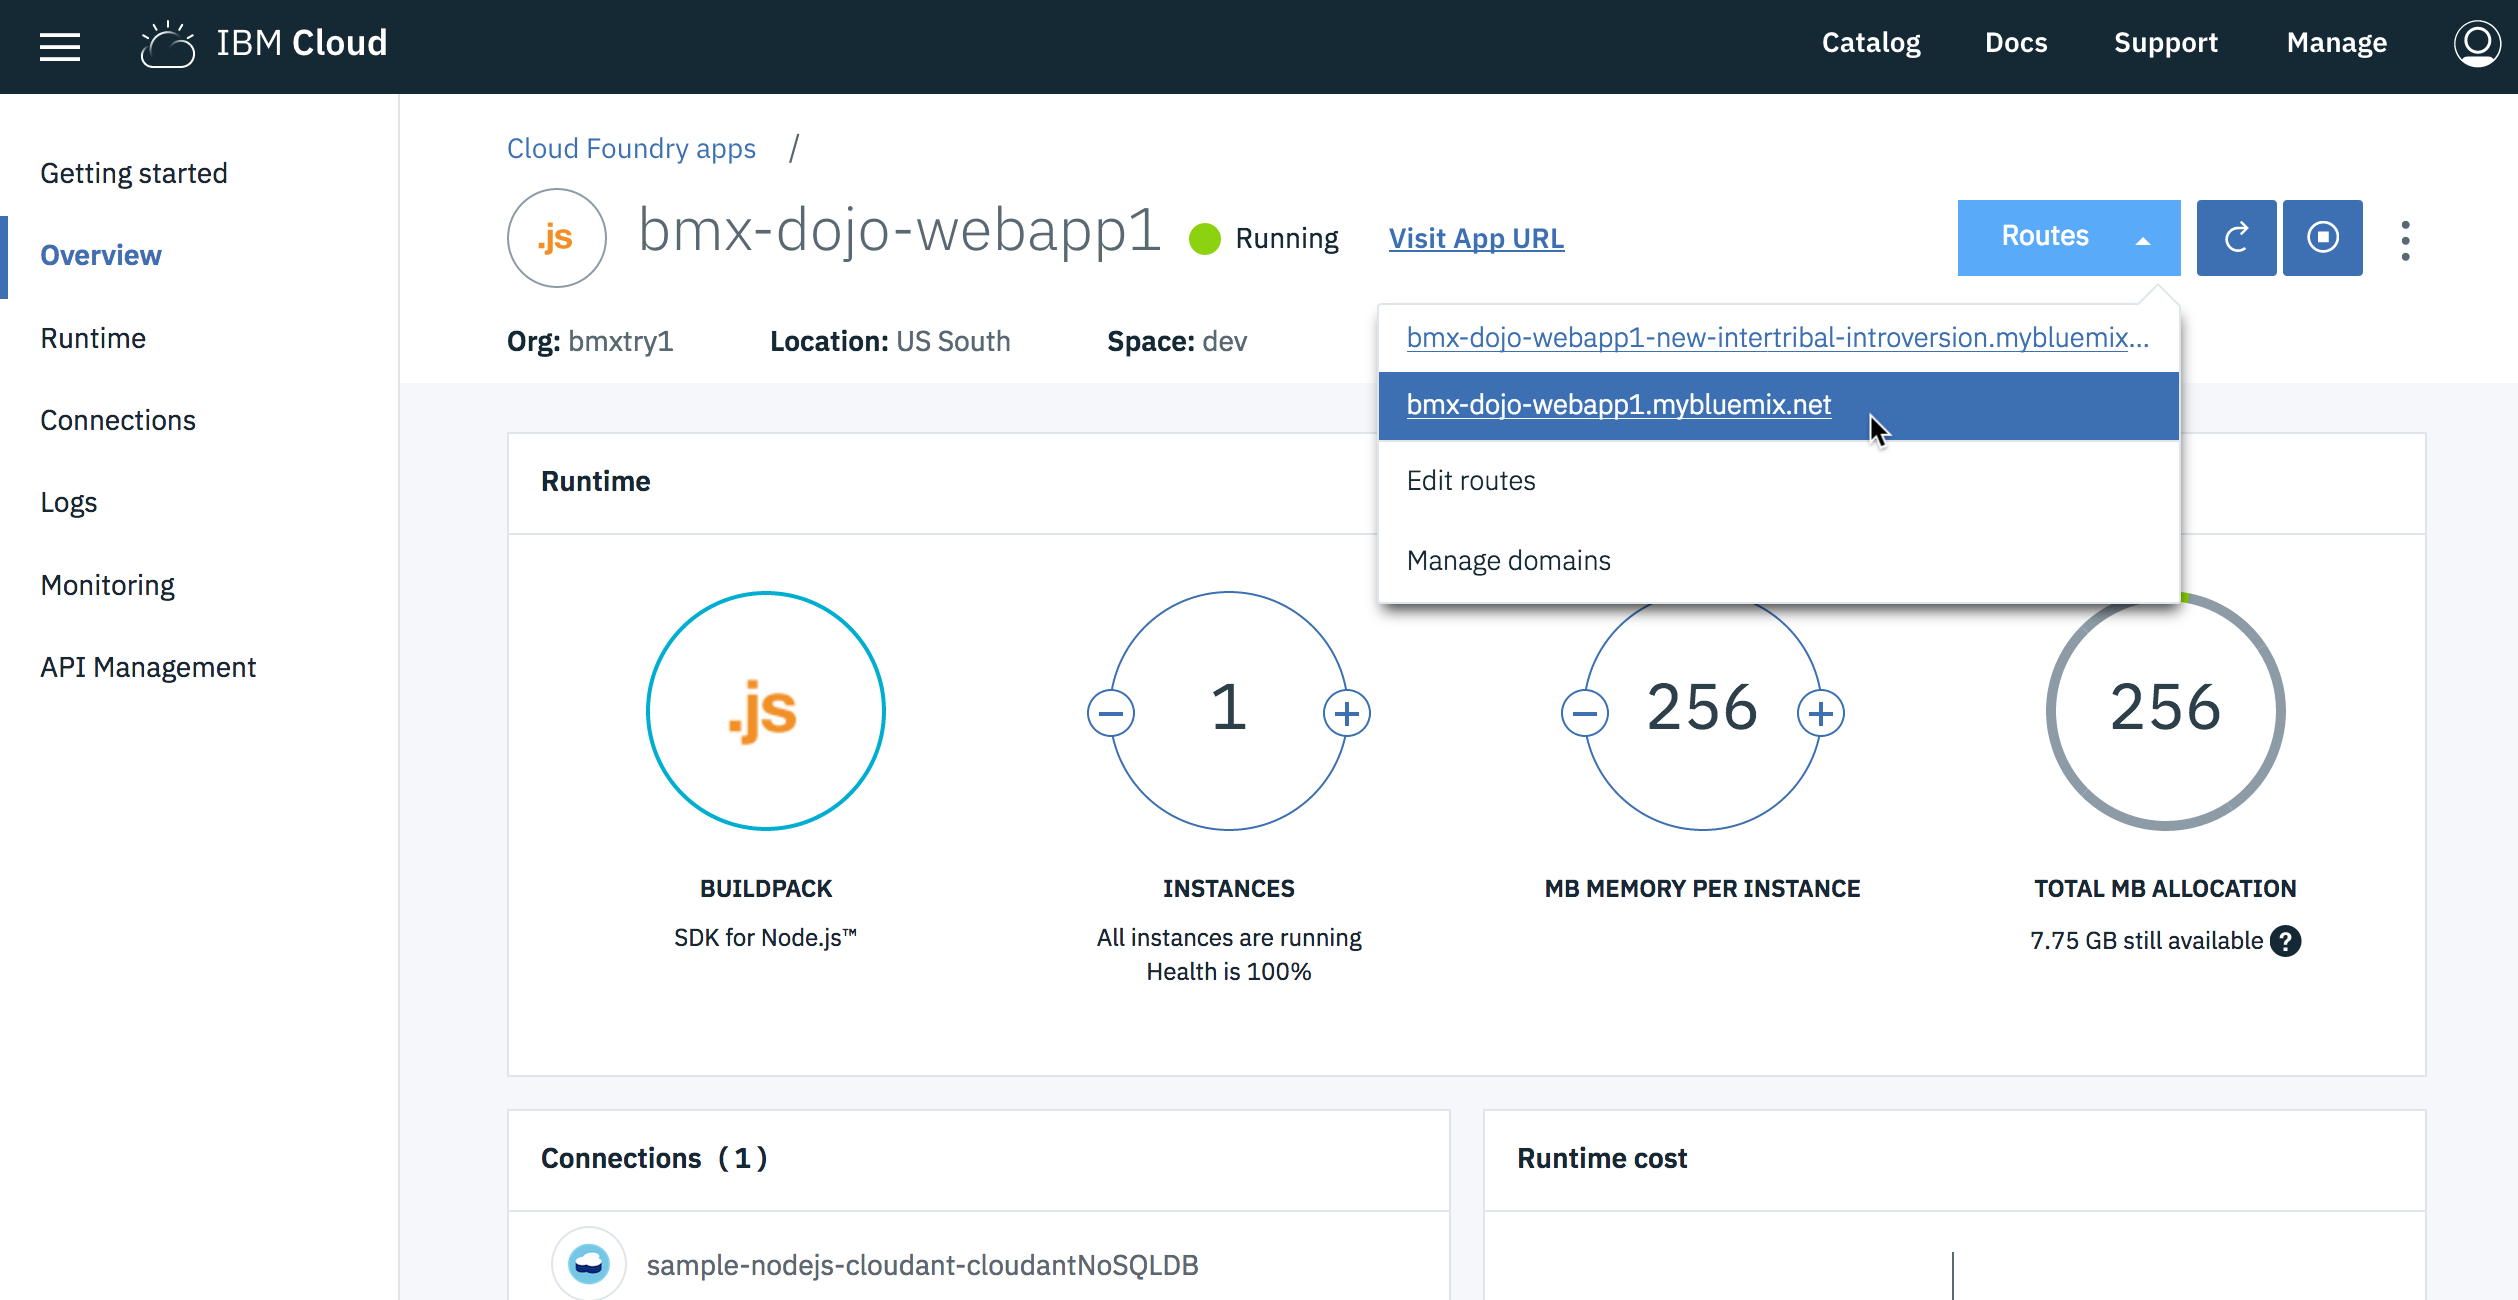 IBM Cloud
Catalog
Docs
Support
Manage
Getting started
Overview
Runtime
Connections
Logs
Monitoring
API Management
Cloud Foundry apps /
.js
bmx-dojo-webapp1
Running
Visit App URL
Routes
Org: bmxtry1
Location: US South
Space: dev
bmx-dojo-webapp1-new-intertribal-introversion.mybluemix...
bmx-dojo-webapp1.mybluemix.net
Edit routes
Manage domains
Runtime
.js
BUILDPACK
SDK for Node.js™
1
INSTANCES
All instances are running
Health is 100%
256
MB MEMORY PER INSTANCE
256
TOTAL MB ALLOCATION
7.75 GB still available ?
Connections (1)
sample-nodejs-cloudant-cloudantNoSQLDB
Runtime cost